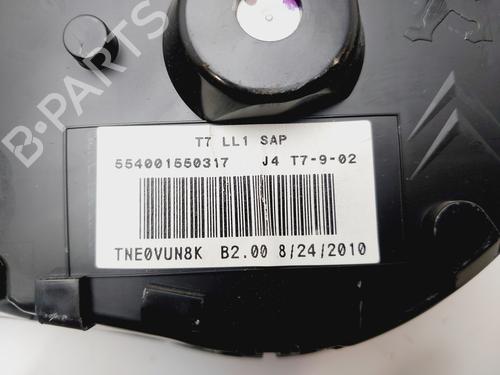 B-PARTS
T7 LL1 SAP
554001550317 J4 T7-9-02
TNE0VUN8K B2.00 8/24/2010